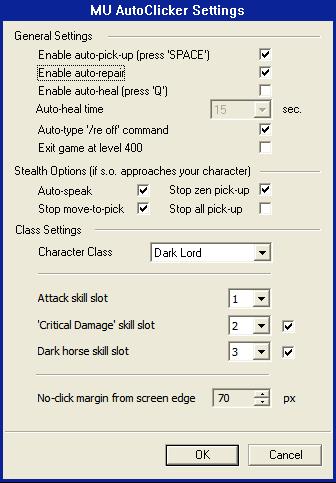 MU AutoClicker Settings
General Settings
Enable auto-pick-up (press 'SPACE')
Enable auto-repair
Enable auto-heal (press 'Q')
Auto-heal time 15 sec.
Auto-type '/re off' command
Exit game at level 400
Stealth Options (if s.o. approaches your character)
Auto-speak Stop zen pick-up
Stop move-to-pick Stop all pick-up
Class Settings
Character Class Dark Lord
Attack skill slot 1
'Critical Damage' skill slot 2
Dark horse skill slot 3
No-click margin from screen edge 70 px
OK Cancel